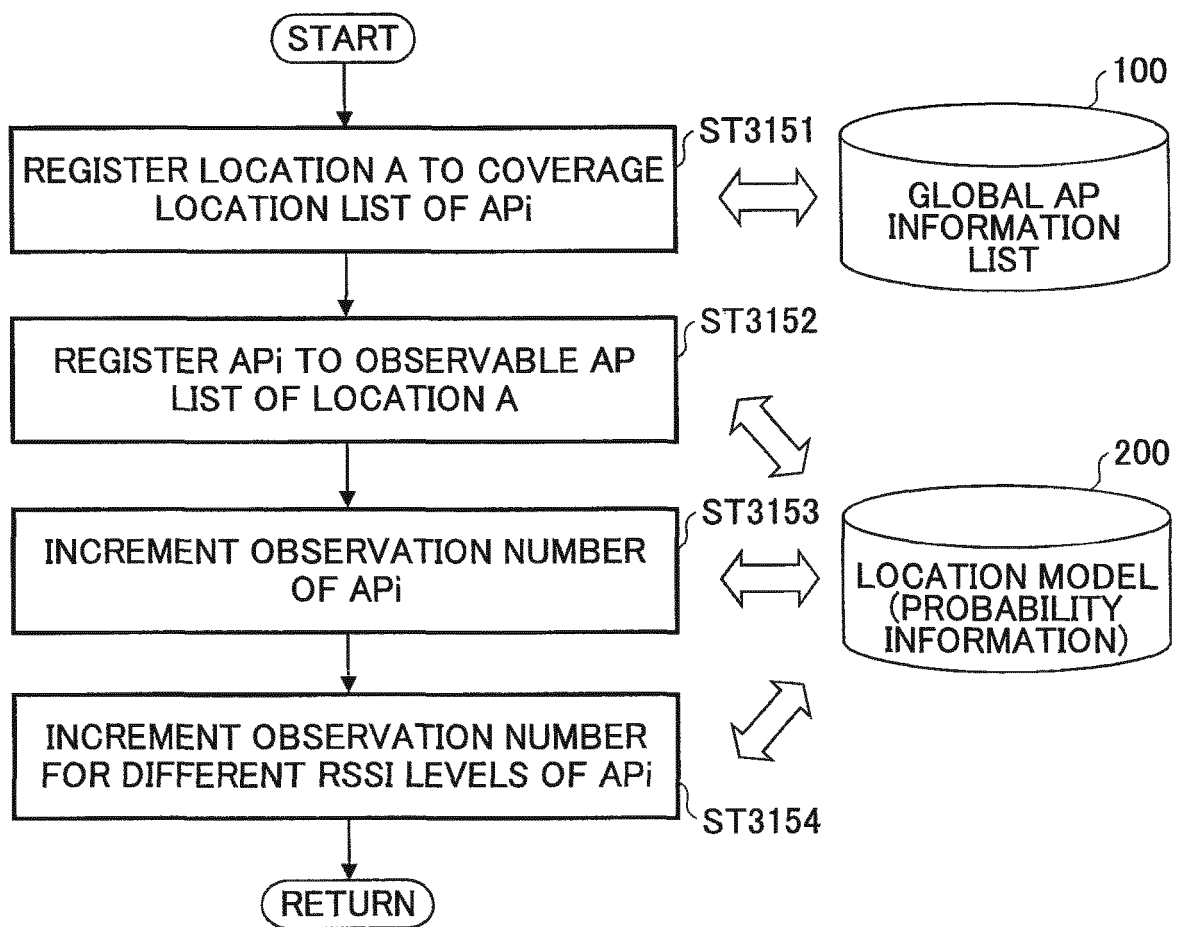 START
100
ST3151
REGISTER LOCATION A TO COVERAGE
LOCATION LIST OF APi
GLOBAL AP
INFORMATION
LIST
ST3152
REGISTER APi TO OBSERVABLE AP
LIST OF LOCATION A
200
ST3153
INCREMENT OBSERVATION NUMBER
OF APi
LOCATION MODEL
(PROBABILITY
INFORMATION)
INCREMENT OBSERVATION NUMBER
FOR DIFFERENT RSSI LEVELS OF APi
ST3154
RETURN